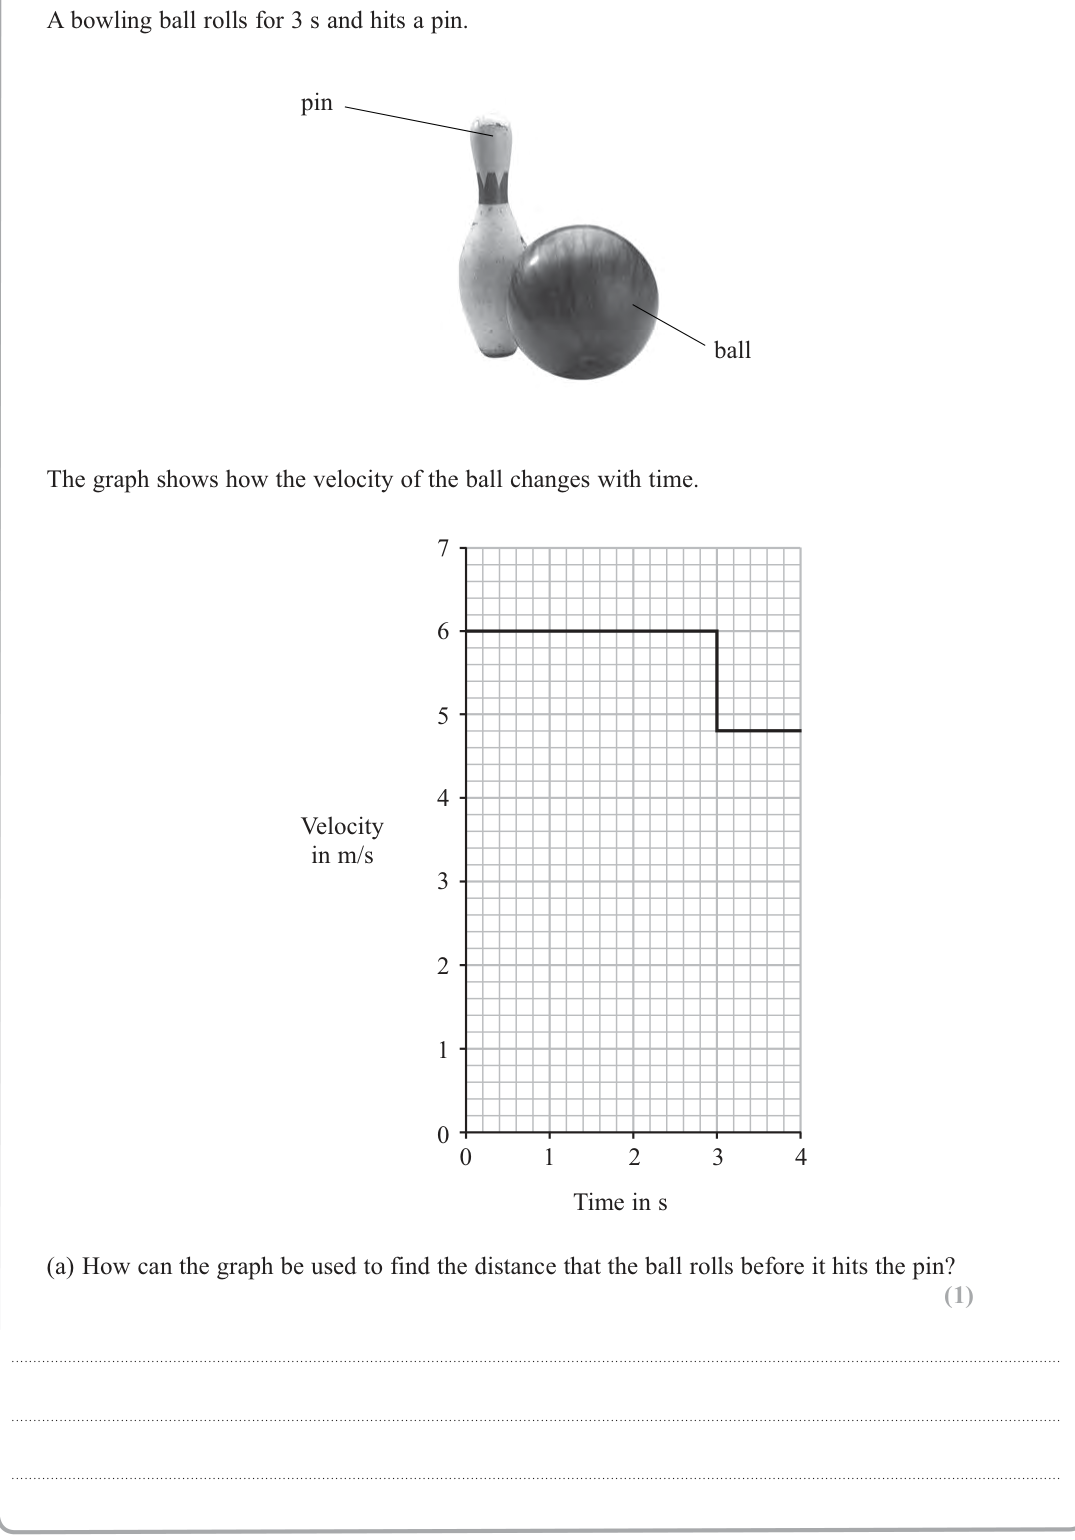 A bowling ball rolls for 3 s and hits a pin.
pin
ball
The graph shows how the velocity of the ball changes with time.
7
6
5
4
3
2
1
0
Velocity
in m/s
0 1 2 3 4
Time in s
(a) How can the graph be used to find the distance that the ball rolls before it hits the pin?
(1)